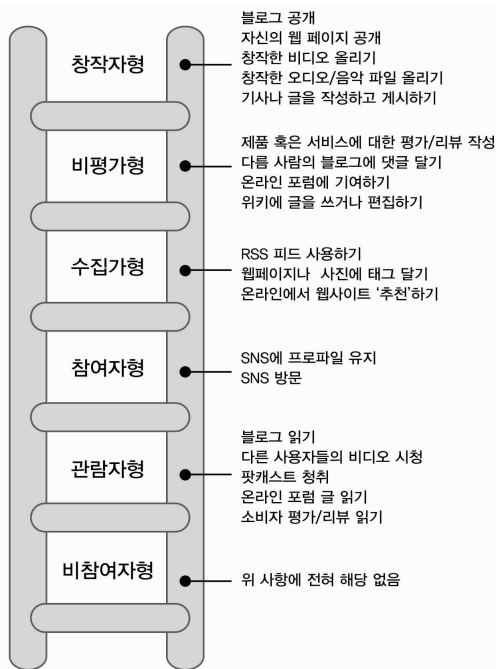 창작자형
블로그 공개
자신의 웹 페이지 공개
창작한 비디오 올리기
창작한 오디오/음악 파일 올리기
기사나 글을 작성하고 게시하기
비평가형
제품 혹은 서비스에 대한 평가/리뷰 작성
다름 사람의 블로그에 댓글 달기
온라인 포럼에 기여하기
위키에 글을 쓰거나 편집하기
수집가형
RSS 피드 사용하기
웹페이지나 사진에 태그 달기
온라인에서 웹사이트 ‘추천’하기
참여자형
SNS에 프로파일 유지
SNS 방문
관람자형
블로그 읽기
다른 사용자들의 비디오 시청
팟캐스트 청취
온라인 포럼 글 읽기
소비자 평가/리뷰 읽기
비참여자형
위 사항에 전혀 해당 없음